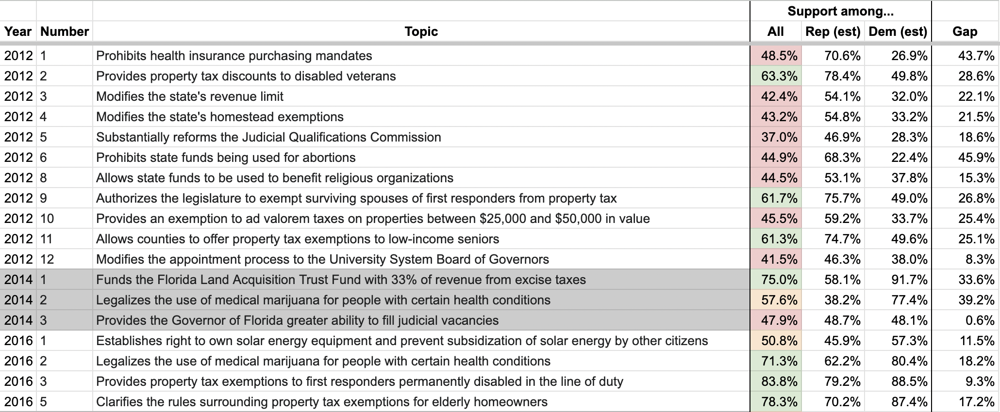 Support among...
Year Number Topic All Rep (est) Dem (est) Gap
2012 1 Prohibits health insurance purchasing mandates 48.5% 70.6% 26.9% 43.7%
2012 2 Provides property tax discounts to disabled veterans 63.3% 78.4% 49.8% 28.6%
2012 3 Modifies the state's revenue limit 42.4% 54.1% 32.0% 22.1%
2012 4 Modifies the state's homestead exemptions 43.2% 54.8% 33.2% 21.5%
2012 5 Substantially reforms the Judicial Qualifications Commission 37.0% 46.9% 28.3% 18.6%
2012 6 Prohibits state funds being used for abortions 44.9% 68.3% 22.4% 45.9%
2012 8 Allows state funds to be used to benefit religious organizations 44.5% 53.1% 37.8% 15.3%
2012 9 Authorizes the legislature to exempt surviving spouses of first responders from property tax 61.7% 75.7% 49.0% 26.8%
2012 10 Provides an exemption to ad valorem taxes on properties between $25,000 and $50,000 in value 45.5% 59.2% 33.7% 25.4%
2012 11 Allows counties to offer property tax exemptions to low-income seniors 61.3% 74.7% 49.6% 25.1%
2012 12 Modifies the appointment process to the University System Board of Governors 41.5% 46.3% 38.0% 8.3%
2014 1 Funds the Florida Land Acquisition Trust Fund with 33% of revenue from excise taxes 75.0% 58.1% 91.7% 33.6%
2014 2 Legalizes the use of medical marijuana for people with certain health conditions 57.6% 38.2% 77.4% 39.2%
2014 3 Provides the Governor of Florida greater ability to fill judicial vacancies 47.9% 48.7% 48.1% 0.6%
2016 1 Establishes right to own solar energy equipment and prevent subsidization of solar energy by other citizens 50.8% 45.9% 57.3% 11.5%
2016 2 Legalizes the use of medical marijuana for people with certain health conditions 71.3% 62.2% 80.4% 18.2%
2016 3 Provides property tax exemptions to first responders permanently disabled in the line of duty 83.8% 79.2% 88.5% 9.3%
2016 5 Clarifies the rules surrounding property tax exemptions for elderly homeowners 78.3% 70.2% 87.4% 17.2%